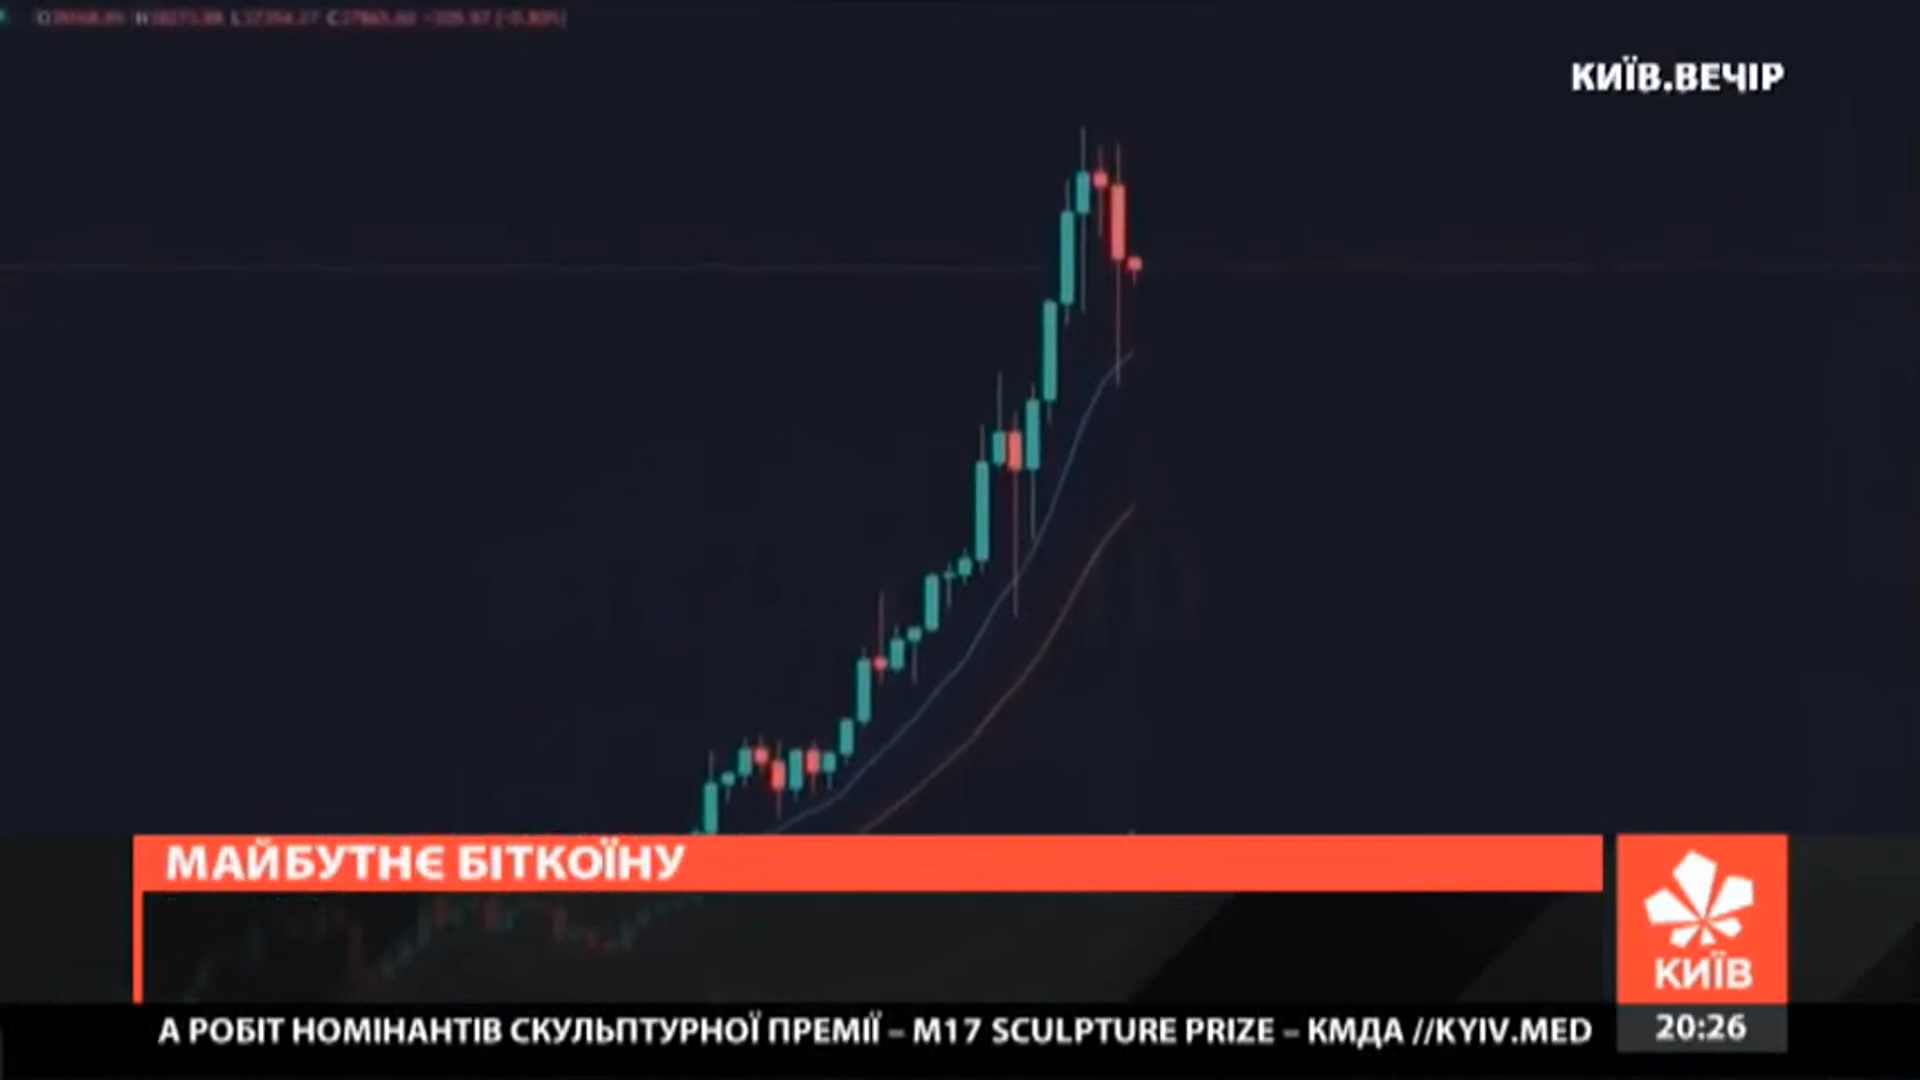 КИЇВ.ВЕЧІР
МАЙБУТНЄ БІТКОЇНУ
КИЇВ
А РОБІТ НОМІНАНТІВ СКУЛЬПТУРНОЇ ПРЕМІЇ – M17 SCULPTURE PRIZE – КМДА //KYIV.MED
20:26